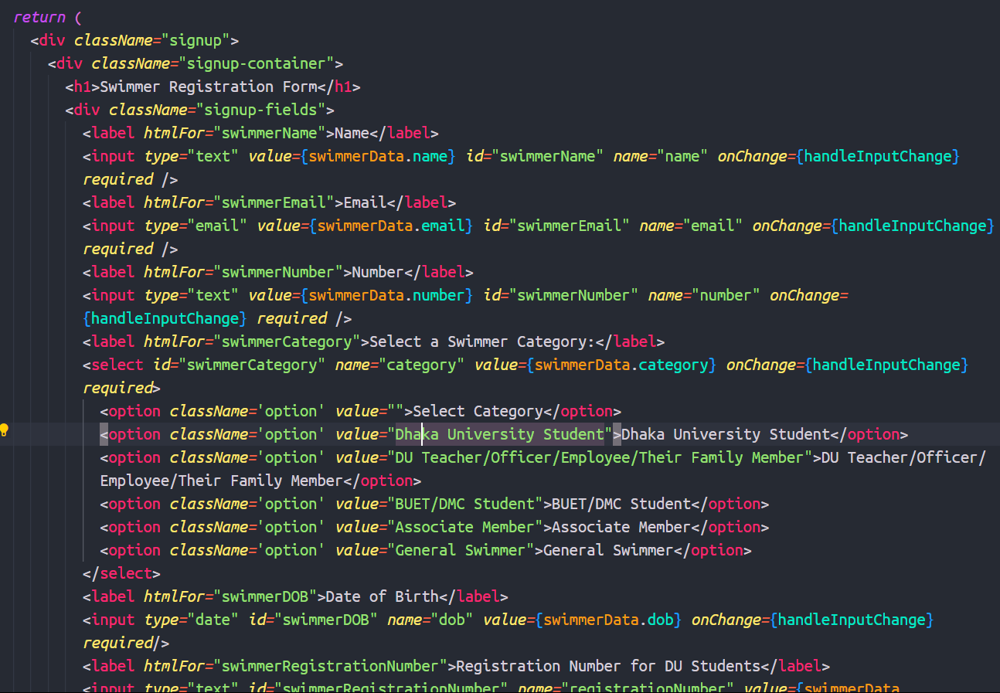 return (
<div className="signup">
<div className="signup-container">
<h1>Swimmer Registration Form</h1>
<div className="signup-fields">
<label htmlFor="swimmerName">Name</label>
<input type="text" value={swimmerData.name} id="swimmerName" name="name" onChange={handleInputChange}
required />
<label htmlFor="swimmerEmail">Email</label>
<input type="email" value={swimmerData.email} id="swimmerEmail" name="email" onChange={handleInputChange}
required />
<label htmlFor="swimmerNumber">Number</label>
<input type="text" value={swimmerData.number} id="swimmerNumber" name="number" onChange=
{handleInputChange} required />
<label htmlFor="swimmerCategory">Select a Swimmer Category:</label>
<select id="swimmerCategory" name="category" value={swimmerData.category} onChange={handleInputChange}
required>
<option className='option' value="">Select Category</option>
<option className='option' value="Dhaka University Student">Dhaka University Student</option>
<option className='option' value="DU Teacher/Officer/Employee/Their Family Member">DU Teacher/Officer/
Employee/Their Family Member</option>
<option className='option' value="BUET/DMC Student">BUET/DMC Student</option>
<option className='option' value="Associate Member">Associate Member</option>
<option className='option' value="General Swimmer">General Swimmer</option>
</select>
<label htmlFor="swimmerDOB">Date of Birth</label>
<input type="date" id="swimmerDOB" name="dob" value={swimmerData.dob} onChange={handleInputChange}
required/>
<label htmlFor="swimmerRegistrationNumber">Registration Number for DU Students</label>
<input type="text" id="swimmerRegistrationNumber" name="registrationNumber" value={swimmerData